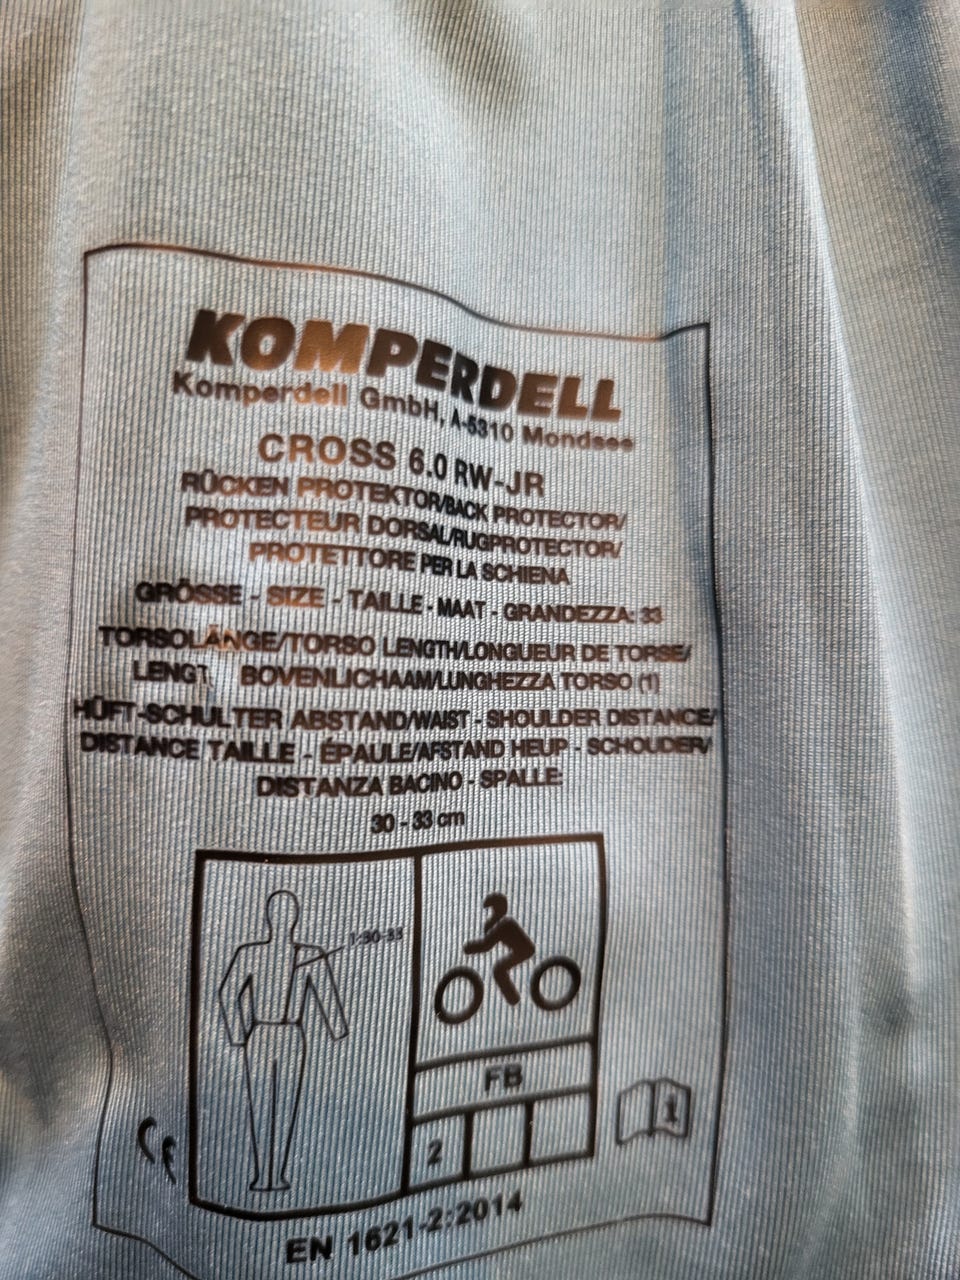 KOMPERDELL
Komperdell GmbH, A-5310 Mondsee
CROSS 6.0 RW-JR
RÜCKEN PROTEKTOR/BACK PROTECTOR/
PROTECTEUR DORSAL/RUGPROTECTOR/
PROTETTORE PER LA SCHIENA
GRÖSSE - SIZE - TAILLE - MAAT - GRANDEZZA: 33
TORSOLÄNGE/TORSO LENGTH/LONGUEUR DE TORSE/
LENGT BOVENLICHAAM/LUNGHEZZA TORSO (1)
HÜFT-SCHULTER ABSTAND/WAIST - SHOULDER DISTANCE/
DISTANCE TAILLE - ÉPAULE/AFSTAND HEUP - SCHOUDER/
DISTANZA BACINO - SPALLE:
30 - 33 cm
1:30-33
FB
2
i
CE
EN 1621-2:2014